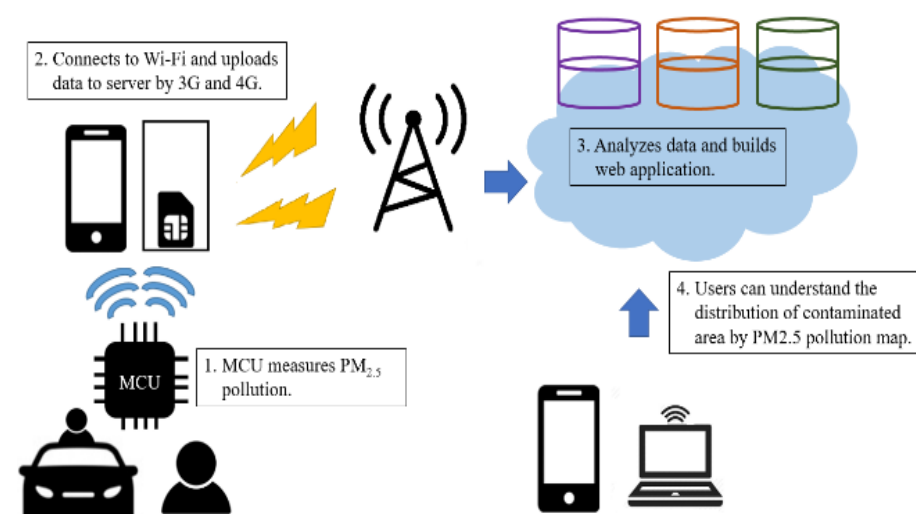 2. Connects to Wi-Fi and uploads
data to server by 3G and 4G.
3. Analyzes data and builds
web application.
4. Users can understand the
distribution of contaminated
area by PM2.5 pollution map.
1. MCU measures PM₂.₅
pollution.
MCU